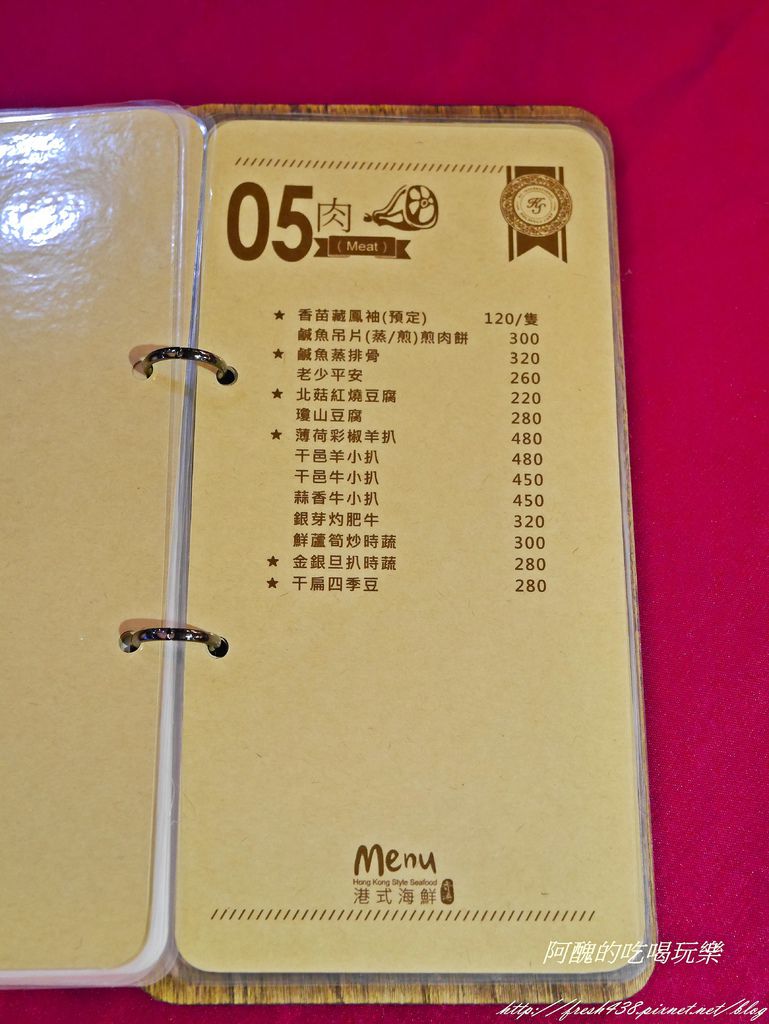 05 肉
(Meat)
KS
★ 香苗藏鳳袖(預定) 120/隻
鹹魚吊片(蒸/煎)煎肉餅 300
★ 鹹魚蒸排骨 320
老少平安 260
★ 北菇紅燒豆腐 220
瓊山豆腐 280
★ 薄荷彩椒羊扒 480
干邑羊小扒 480
干邑牛小扒 450
蒜香牛小扒 450
銀芽灼肥牛 320
鮮蘆筍炒時蔬 300
★ 金銀旦扒時蔬 280
★ 干扁四季豆 280
Menu
Hong Kong Style Seafood
港式海鮮
阿醜的吃喝玩樂
http://fresh438.pixnet.net/blog